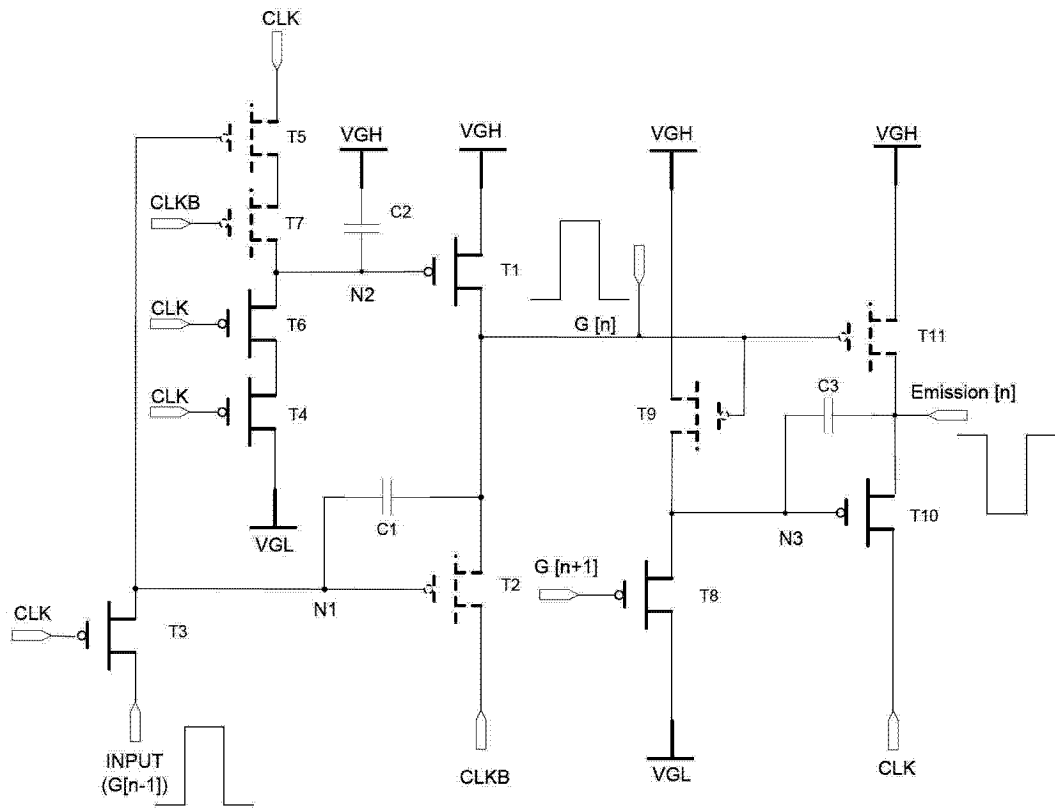 CLK
T5
VGH
VGH
VGH
VGH
CLKB
T7
C2
T1
N2
CLK
T6
G [n]
T11
CLK
T4
T9
C3
Emission [n]
C1
VGL
N3
T10
G [n+1]
T2
T8
CLK
N1
T3
INPUT
(G[n-1])
CLKB
VGL
CLK